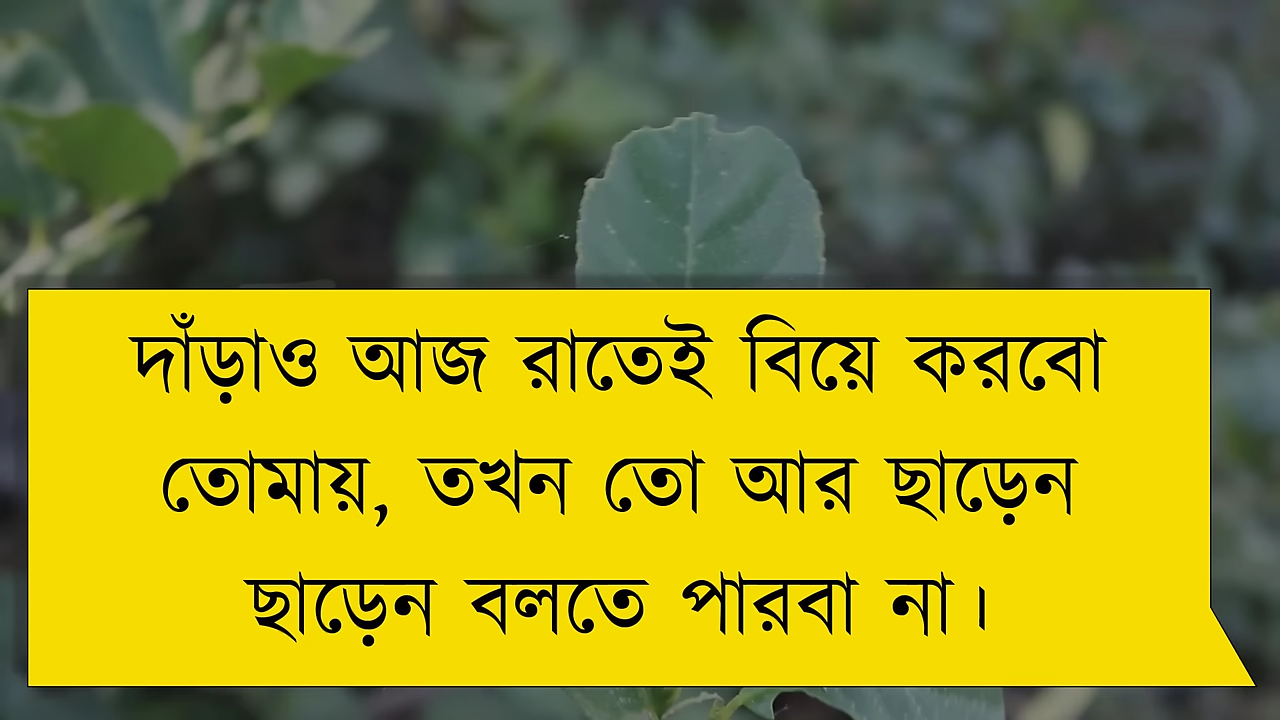 দাঁড়াও আজ রাতেই বিয়ে করবো
তোমায়, তখন তো আর ছাড়েন
ছাড়েন বলতে পারবা না।